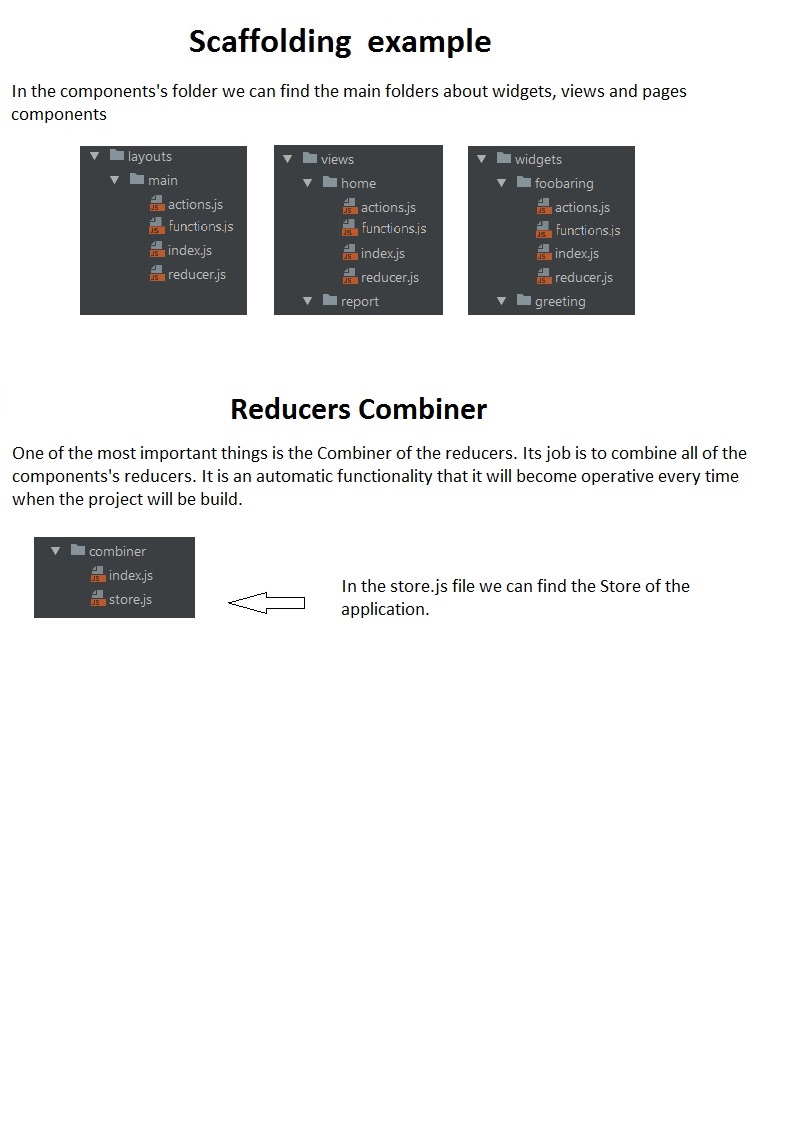 Scaffolding example
In the components's folder we can find the main folders about widgets, views and pages
components
layouts
main
actions.js
functions.js
index.js
reducer.js
views
home
actions.js
functions.js
index.js
reducer.js
report
widgets
foobaring
actions.js
functions.js
index.js
reducer.js
greeting
Reducers Combiner
One of the most important things is the Combiner of the reducers. Its job is to combine all of the
components's reducers. It is an automatic functionality that it will become operative every time
when the project will be build.
combiner
index.js
store.js
In the store.js file we can find the Store of the
application.